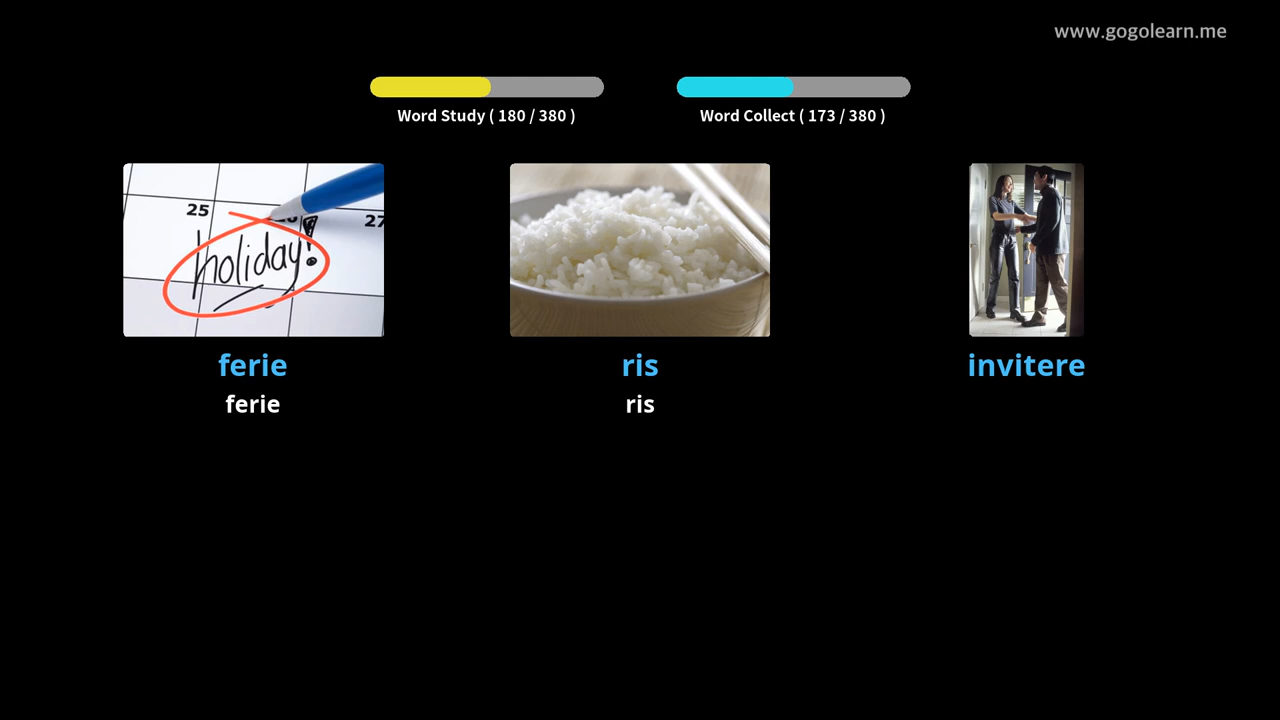 www.gogolearn.me
Word Study ( 180 / 380 )
Word Collect ( 173 / 380 )
25
27
holiday!
ferie
ris
invitere
ferie
ris